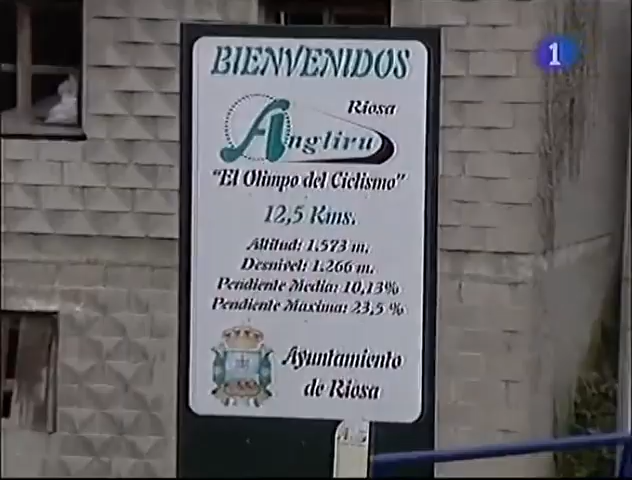 BIENVENIDOS
1
Riosa
Angliru
"El Olimpo del Ciclismo"
12,5 Kms.
Altitud: 1.573 m.
Desnivel: 1.266 m.
Pendiente Media: 10,13%
Pendiente Maxima: 23,5 %
Ayuntamiento
de Riosa